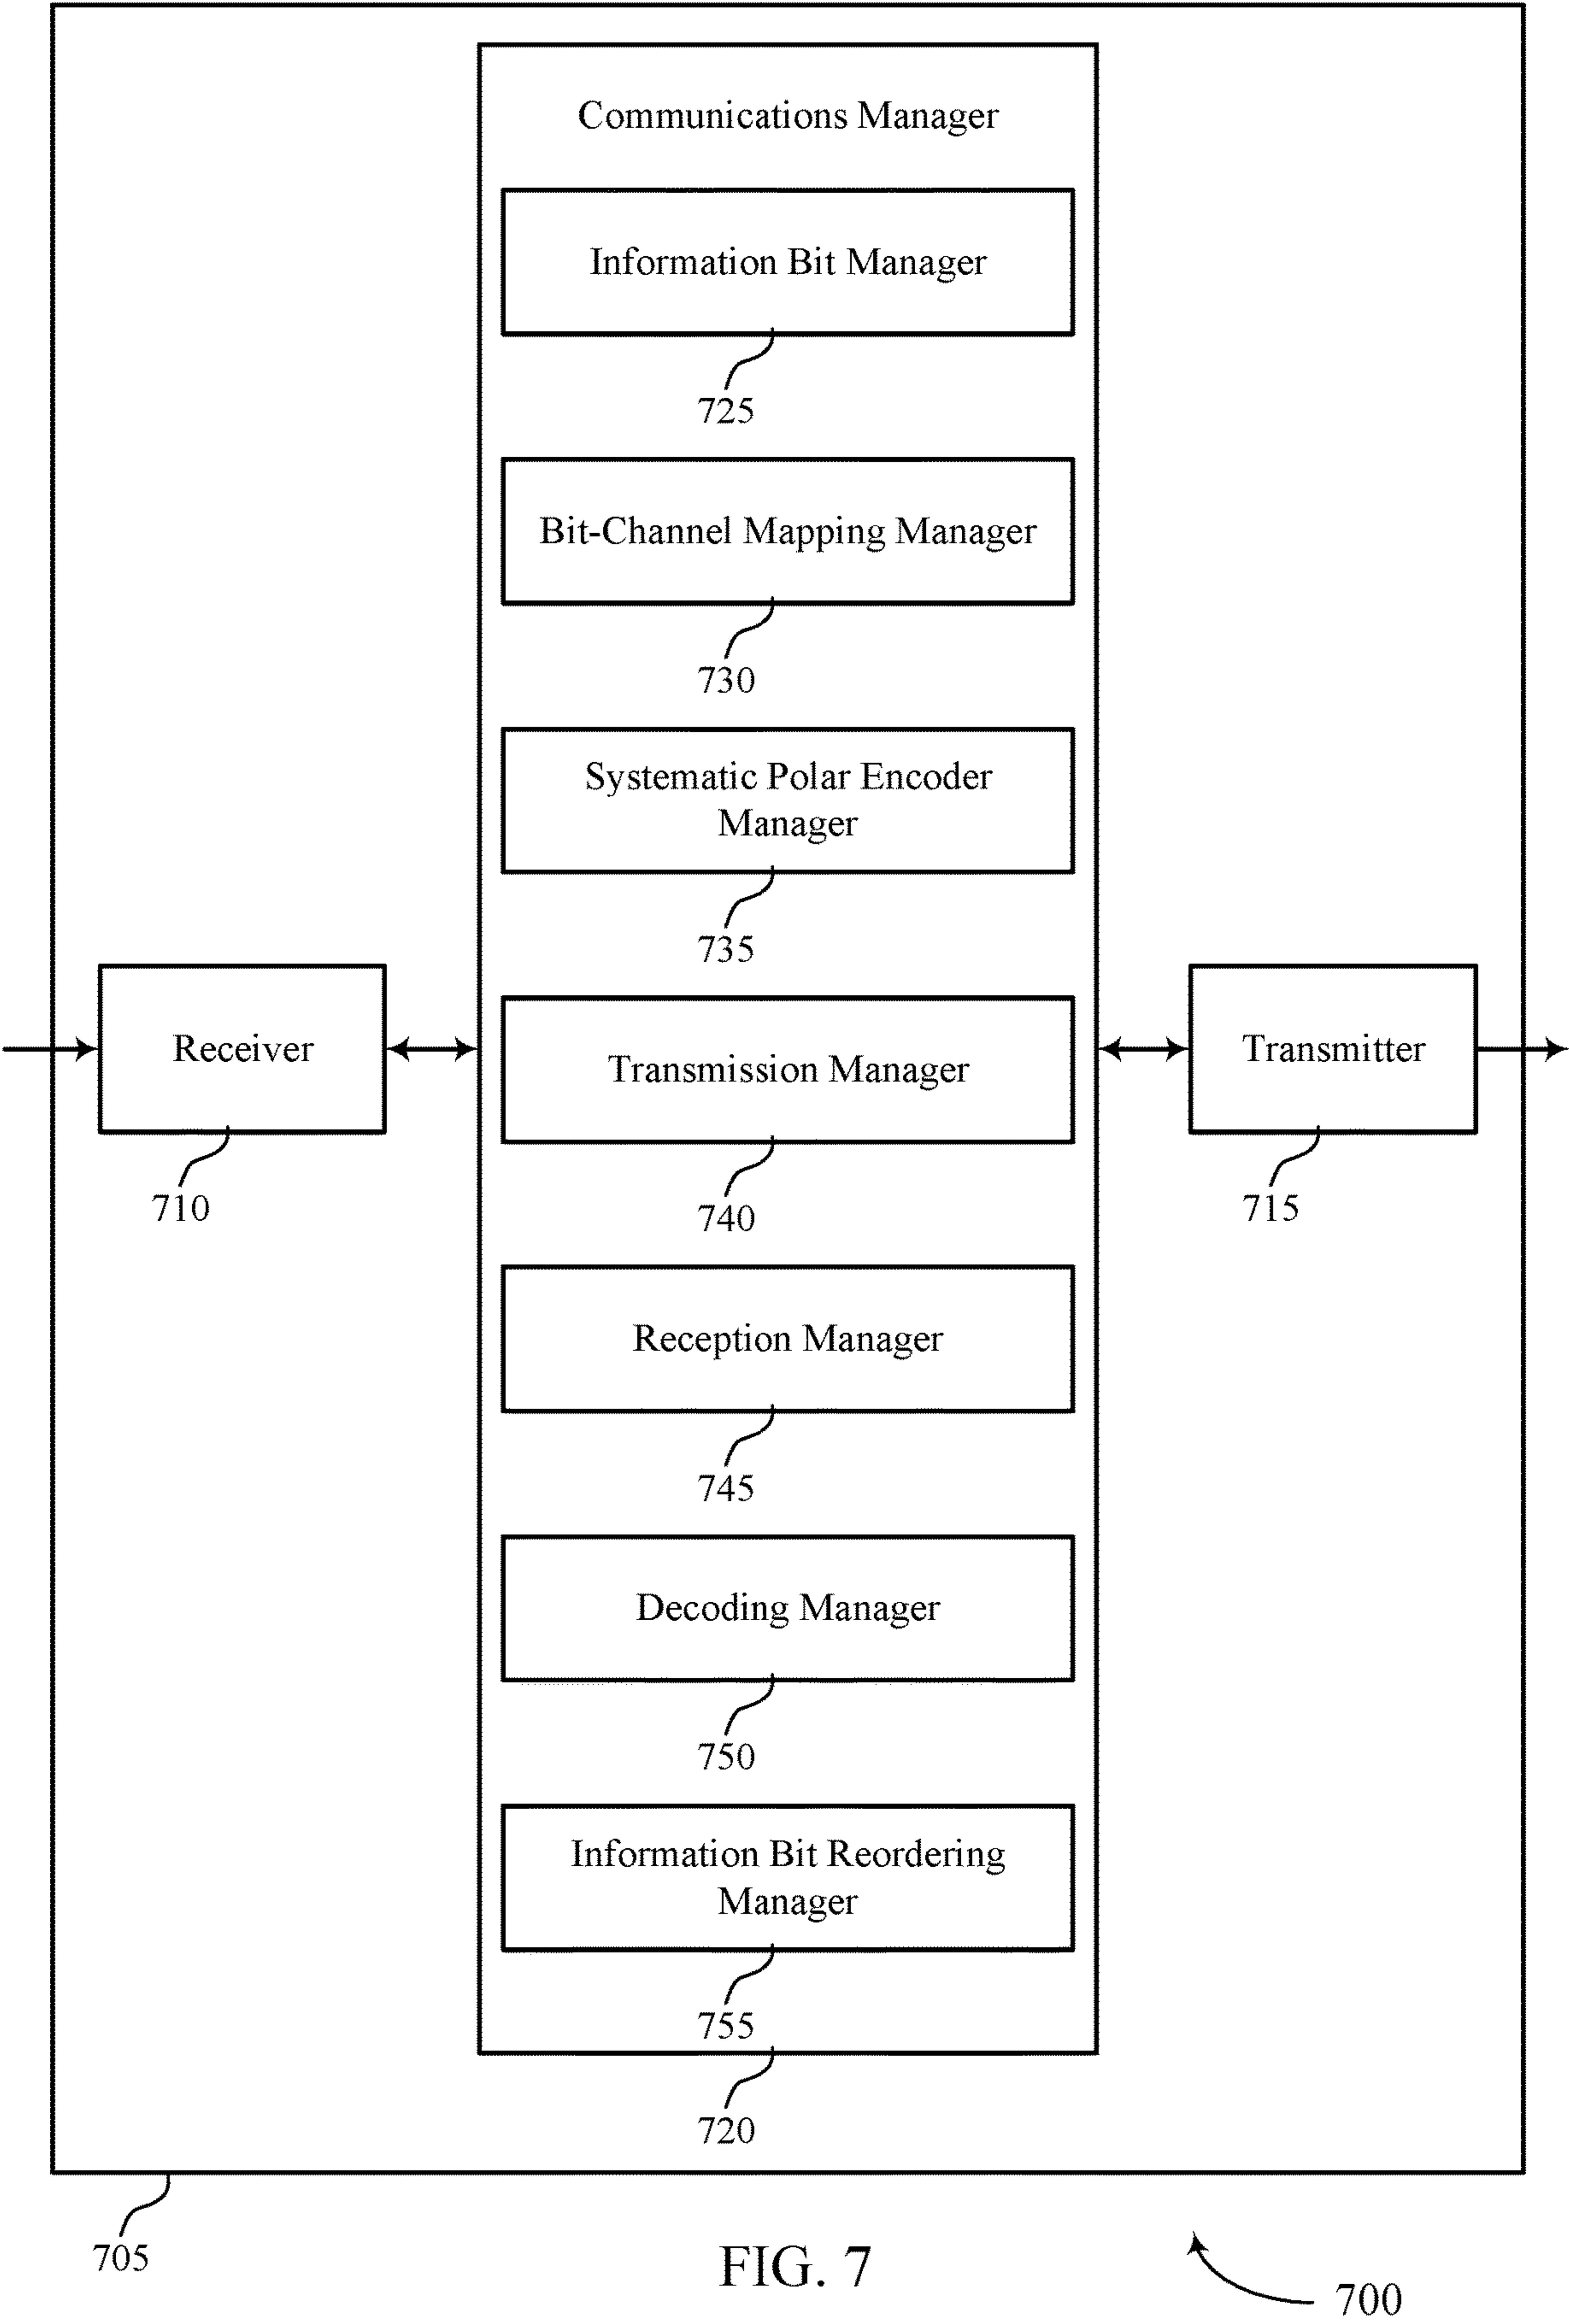 Communications Manager
Information Bit Manager
725
Bit-Channel Mapping Manager
730
Systematic Polar Encoder
Manager
735
Receiver
710
Transmission Manager
740
Transmitter
715
Reception Manager
745
Decoding Manager
750
Information Bit Reordering
Manager
755
720
705
FIG. 7
700